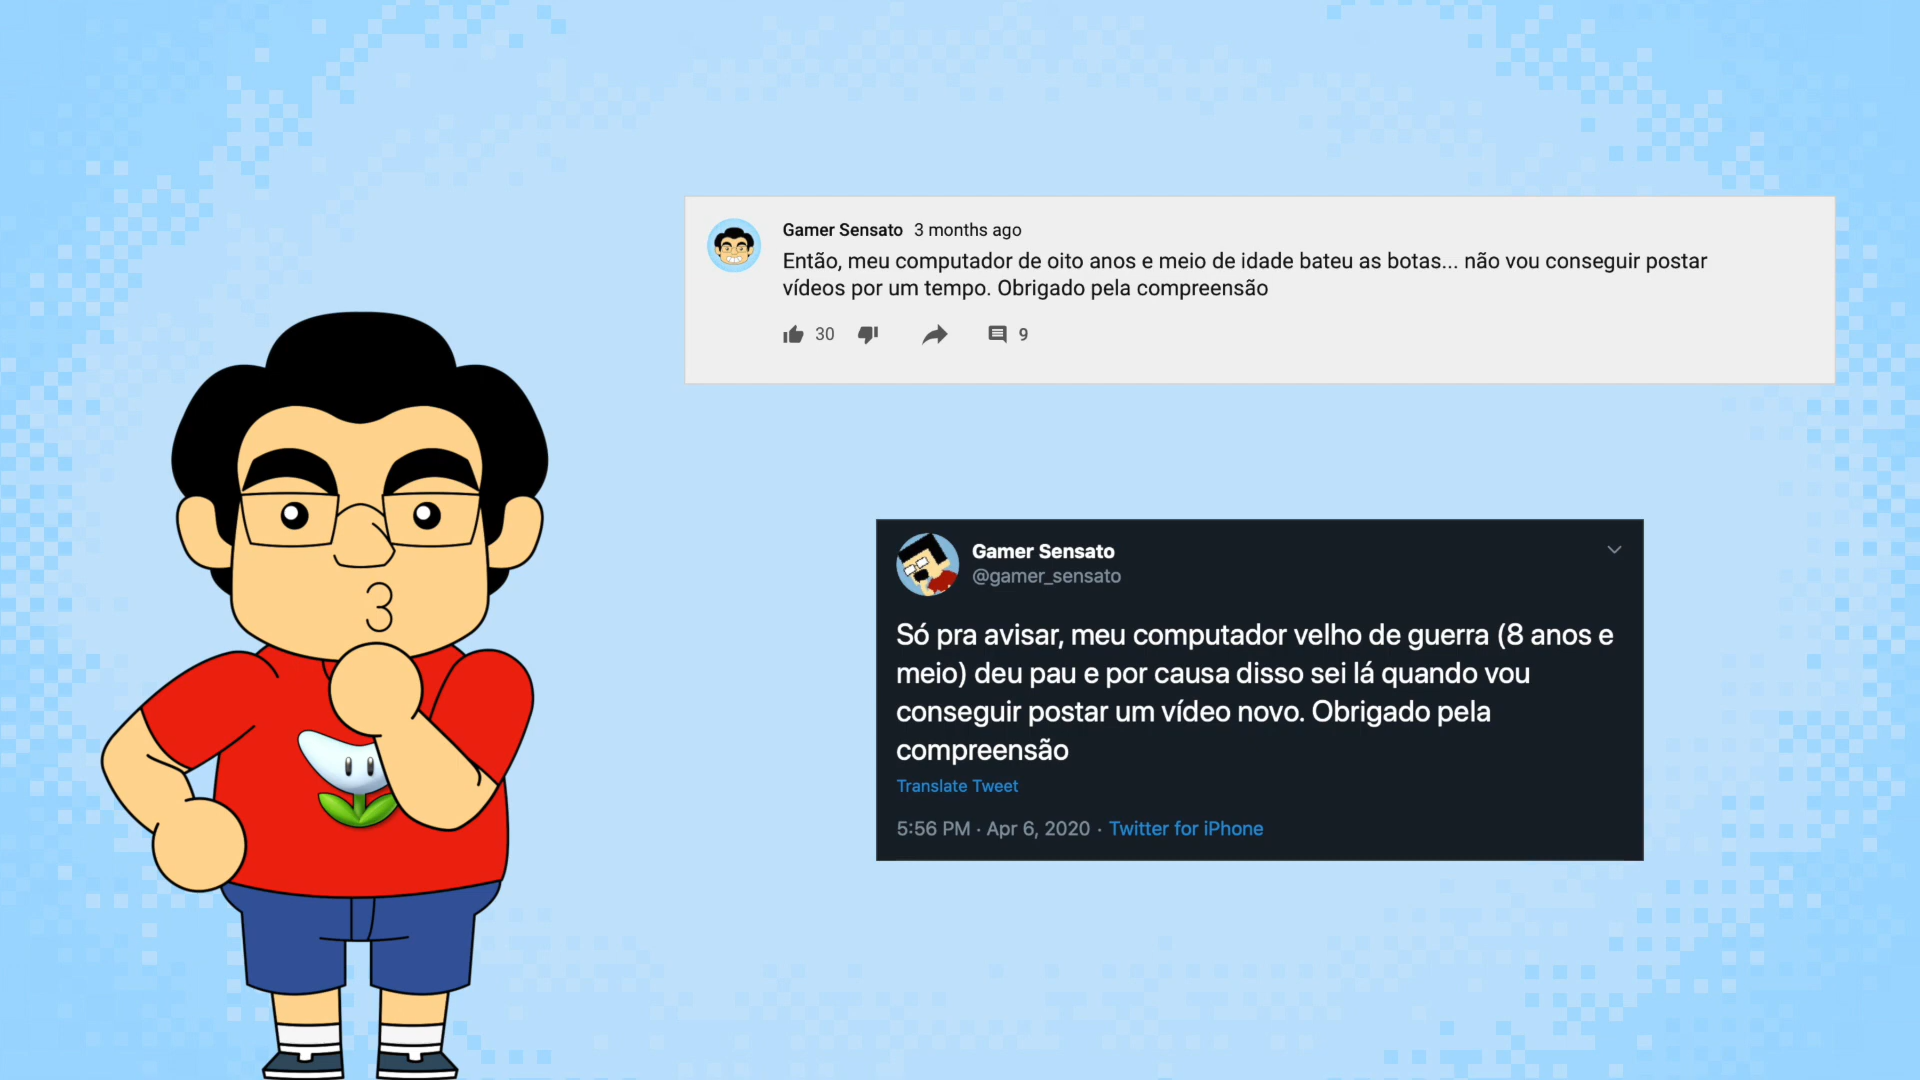 Gamer Sensato 3 months ago
Então, meu computador de oito anos e meio de idade bateu as botas... não vou conseguir postar
vídeos por um tempo. Obrigado pela compreensão
30 9
Gamer Sensato
@gamer_sensato
Só pra avisar, meu computador velho de guerra (8 anos e
meio) deu pau e por causa disso sei lá quando vou
conseguir postar um vídeo novo. Obrigado pela
compreensão
Translate Tweet
5:56 PM · Apr 6, 2020 · Twitter for iPhone